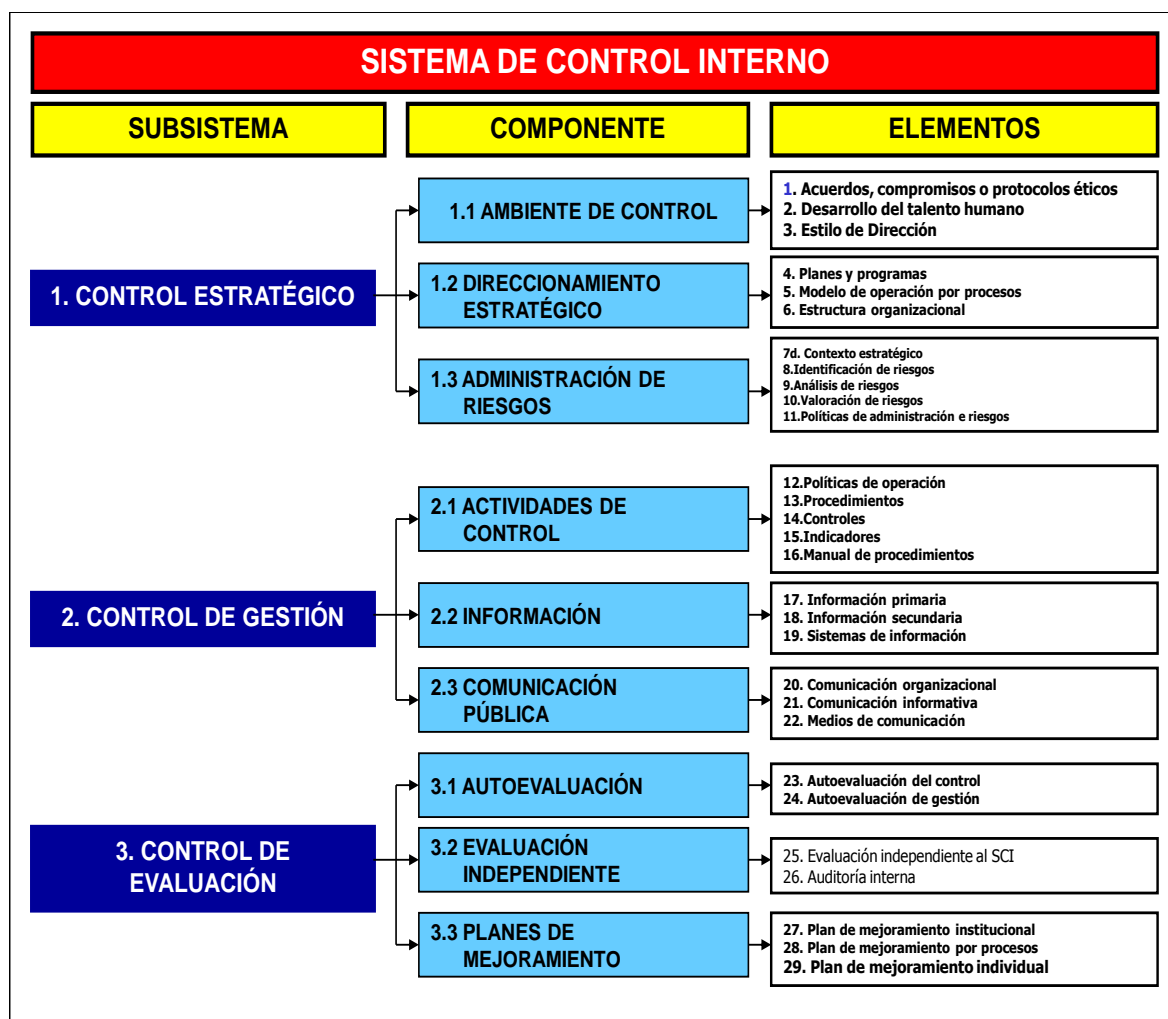 SISTEMA DE CONTROL INTERNO
SUBSISTEMA
COMPONENTE
ELEMENTOS
1. CONTROL ESTRATÉGICO
1.1 AMBIENTE DE CONTROL
1. Acuerdos, compromisos o protocolos éticos
2. Desarrollo del talento humano
3. Estilo de Dirección
1.2 DIRECCIONAMIENTO
ESTRATÉGICO
4. Planes y programas
5. Modelo de operación por procesos
6. Estructura organizacional
1.3 ADMINISTRACIÓN DE
RIESGOS
7d. Contexto estratégico
8.Identificación de riesgos
9.Análisis de riesgos
10.Valoración de riesgos
11.Políticas de administración e riesgos
2. CONTROL DE GESTIÓN
2.1 ACTIVIDADES DE
CONTROL
12.Políticas de operación
13.Procedimientos
14.Controles
15.Indicadores
16.Manual de procedimientos
2.2 INFORMACIÓN
17. Información primaria
18. Información secundaria
19. Sistemas de información
2.3 COMUNICACIÓN
PÚBLICA
20. Comunicación organizacional
21. Comunicación informativa
22. Medios de comunicación
3. CONTROL DE
EVALUACIÓN
3.1 AUTOEVALUACIÓN
23. Autoevaluación del control
24. Autoevaluación de gestión
3.2 EVALUACIÓN
INDEPENDIENTE
25. Evaluación independiente al SCI
26. Auditoría interna
3.3 PLANES DE
MEJORAMIENTO
27. Plan de mejoramiento institucional
28. Plan de mejoramiento por procesos
29. Plan de mejoramiento individual